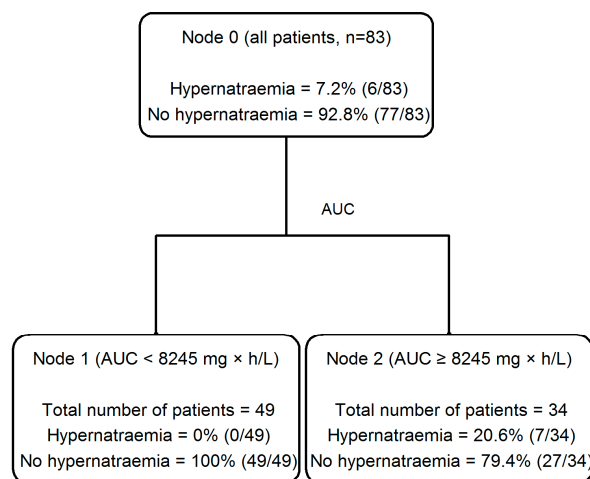 Node 0 (all patients, n=83)
Hypernatraemia = 7.2% (6/83)
No hypernatraemia = 92.8% (77/83)
AUC
Node 1 (AUC < 8245 mg × h/L)
Total number of patients = 49
Hypernatraemia = 0% (0/49)
No hypernatraemia = 100% (49/49)
Node 2 (AUC ≥ 8245 mg × h/L)
Total number of patients = 34
Hypernatraemia = 20.6% (7/34)
No hypernatraemia = 79.4% (27/34)